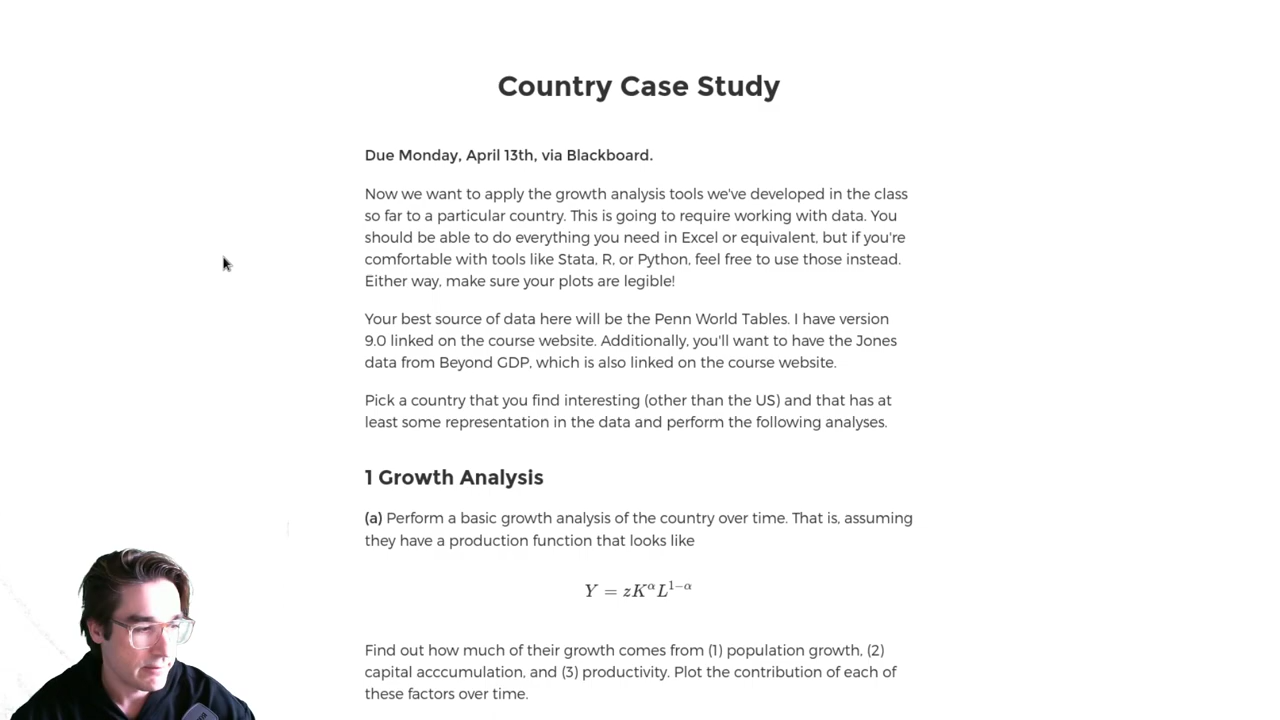 Country Case Study
Due Monday, April 13th, via Blackboard.
Now we want to apply the growth analysis tools we've developed in the class
so far to a particular country. This is going to require working with data. You
should be able to do everything you need in Excel or equivalent, but if you're
comfortable with tools like Stata, R, or Python, feel free to use those instead.
Either way, make sure your plots are legible!
Your best source of data here will be the Penn World Tables. I have version
9.0 linked on the course website. Additionally, you'll want to have the Jones
data from Beyond GDP, which is also linked on the course website.
Pick a country that you find interesting (other than the US) and that has at
least some representation in the data and perform the following analyses.
1 Growth Analysis
(a) Perform a basic growth analysis of the country over time. That is, assuming
they have a production function that looks like
Y = zK^α L^{1−α}
Find out how much of their growth comes from (1) population growth, (2)
capital acccumulation, and (3) productivity. Plot the contribution of each of
these factors over time.